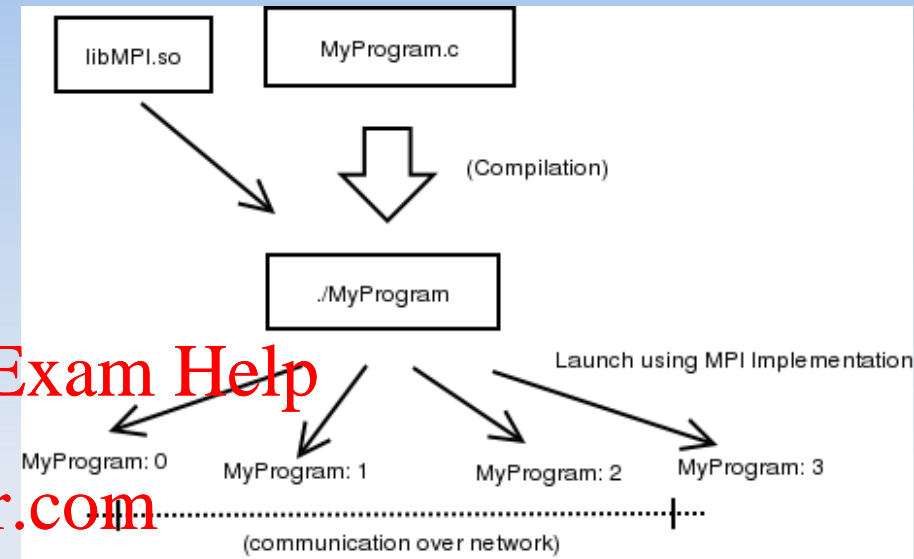 libMPI.so
MyProgram.c
(Compilation)
./MyProgram
Exam Help
Launch using MPI Implementation
MyProgram: 0
MyProgram: 1
MyProgram: 2
MyProgram: 3
r.com
(communication over network)